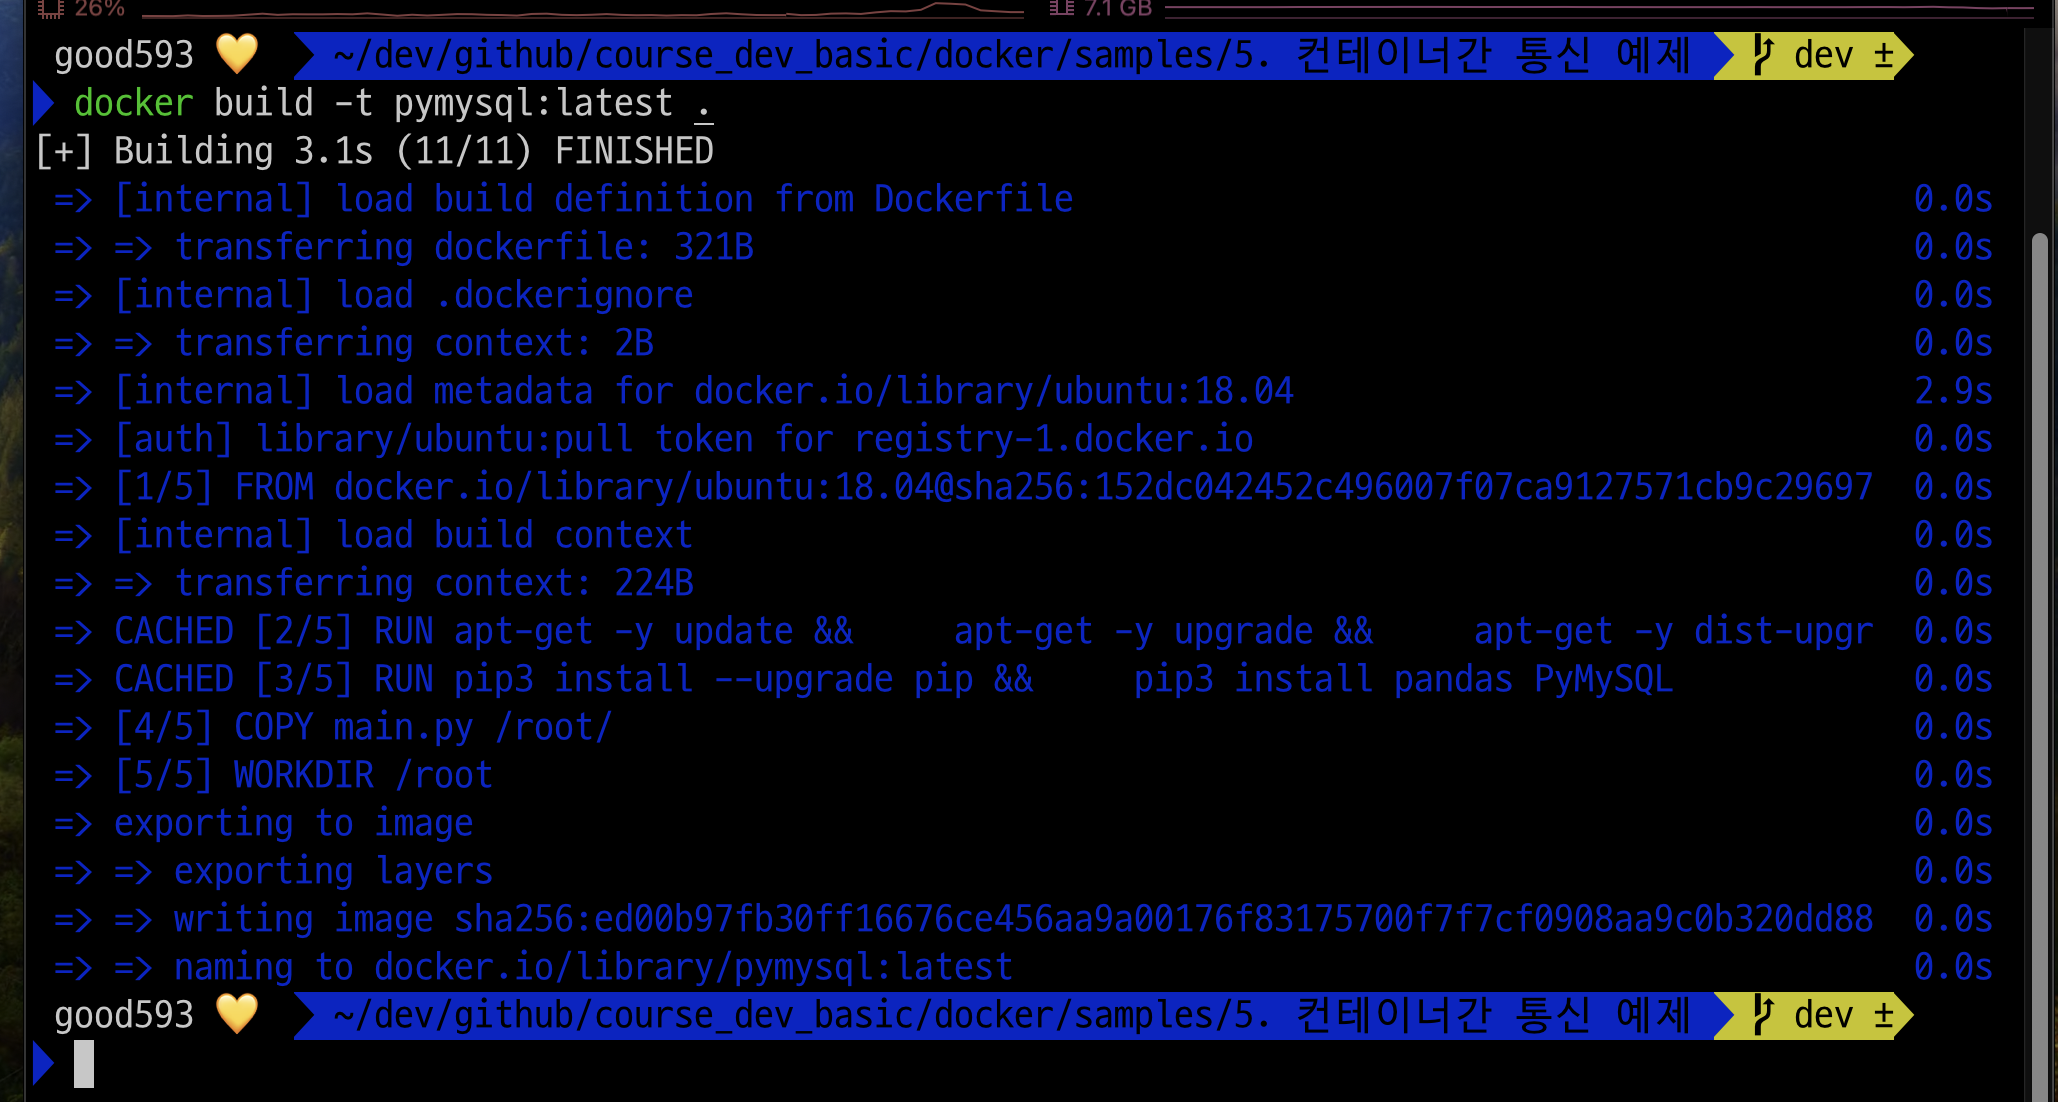 26% 7.1 GB
good593 💛 ~/dev/github/course_dev_basic/docker/samples/5. 컨테이너간 통신 예제 dev ±
docker build -t pymysql:latest .
[+] Building 3.1s (11/11) FINISHED
=> [internal] load build definition from Dockerfile 0.0s
=> => transferring dockerfile: 321B 0.0s
=> [internal] load .dockerignore 0.0s
=> => transferring context: 2B 0.0s
=> [internal] load metadata for docker.io/library/ubuntu:18.04 2.9s
=> [auth] library/ubuntu:pull token for registry-1.docker.io 0.0s
=> [1/5] FROM docker.io/library/ubuntu:18.04@sha256:152dc042452c496007f07ca9127571cb9c29697 0.0s
=> [internal] load build context 0.0s
=> => transferring context: 224B 0.0s
=> CACHED [2/5] RUN apt-get -y update &&     apt-get -y upgrade &&     apt-get -y dist-upgr 0.0s
=> CACHED [3/5] RUN pip3 install --upgrade pip &&     pip3 install pandas PyMySQL 0.0s
=> [4/5] COPY main.py /root/ 0.0s
=> [5/5] WORKDIR /root 0.0s
=> exporting to image 0.0s
=> => exporting layers 0.0s
=> => writing image sha256:ed00b97fb30ff16676ce456aa9a00176f83175700f7f7cf0908aa9c0b320dd88 0.0s
=> => naming to docker.io/library/pymysql:latest 0.0s
good593 💛 ~/dev/github/course_dev_basic/docker/samples/5. 컨테이너간 통신 예제 dev ±